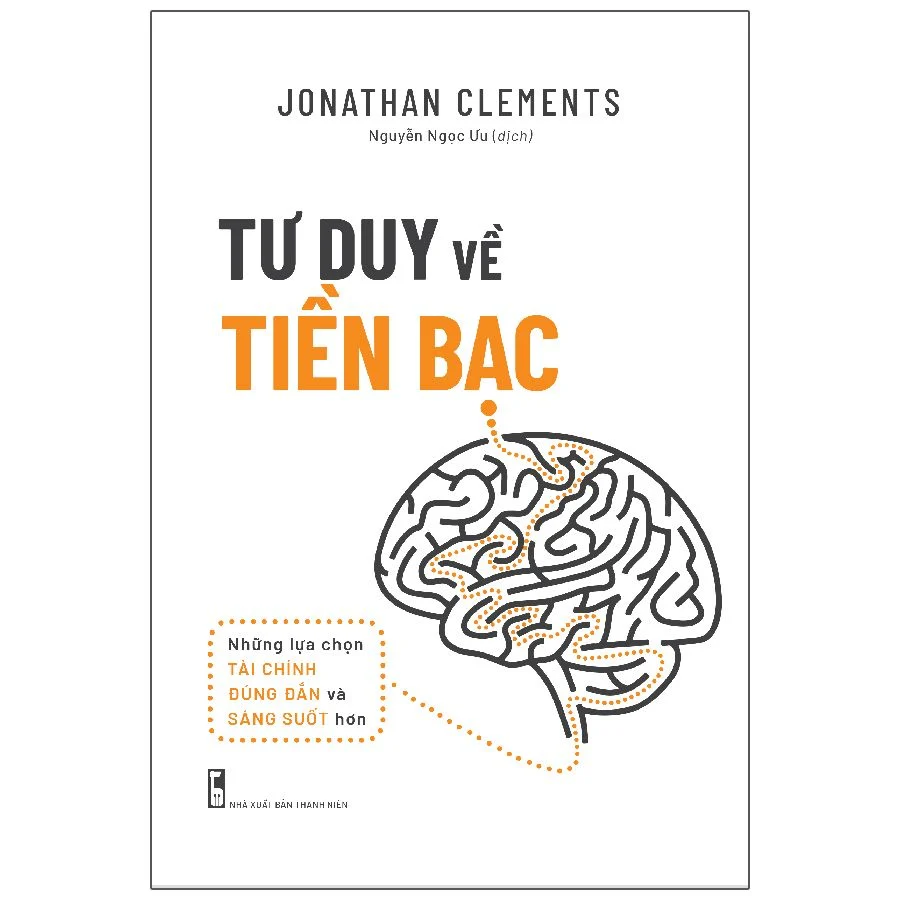 JONATHAN CLEMENTS
Nguyễn Ngọc Ưu (dịch)
TƯ DUY VỀ
TIỀN BẠC
Những lựa chọn
TÀI CHÍNH
ĐÚNG ĐẮN và
SÁNG SUỐT hơn
NHÀ XUẤT BẢN THANH NIÊN